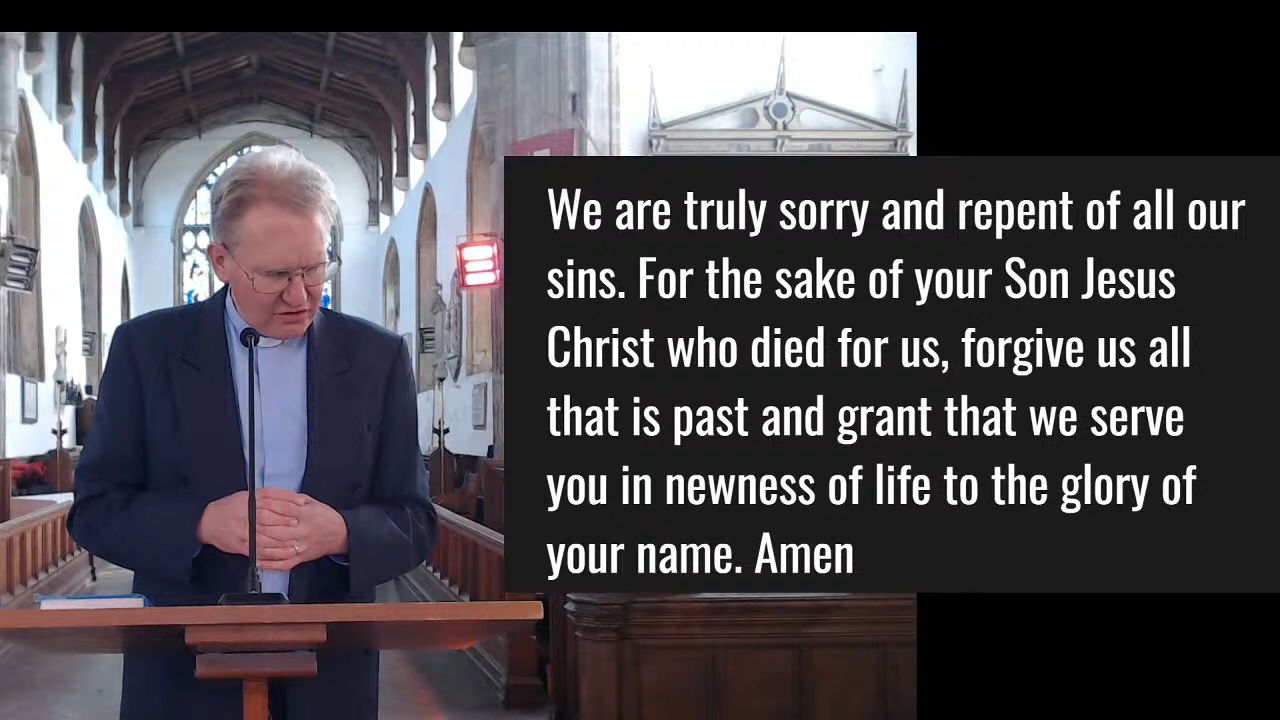 We are truly sorry and repent of all our
sins. For the sake of your Son Jesus
Christ who died for us, forgive us all
that is past and grant that we serve
you in newness of life to the glory of
your name. Amen